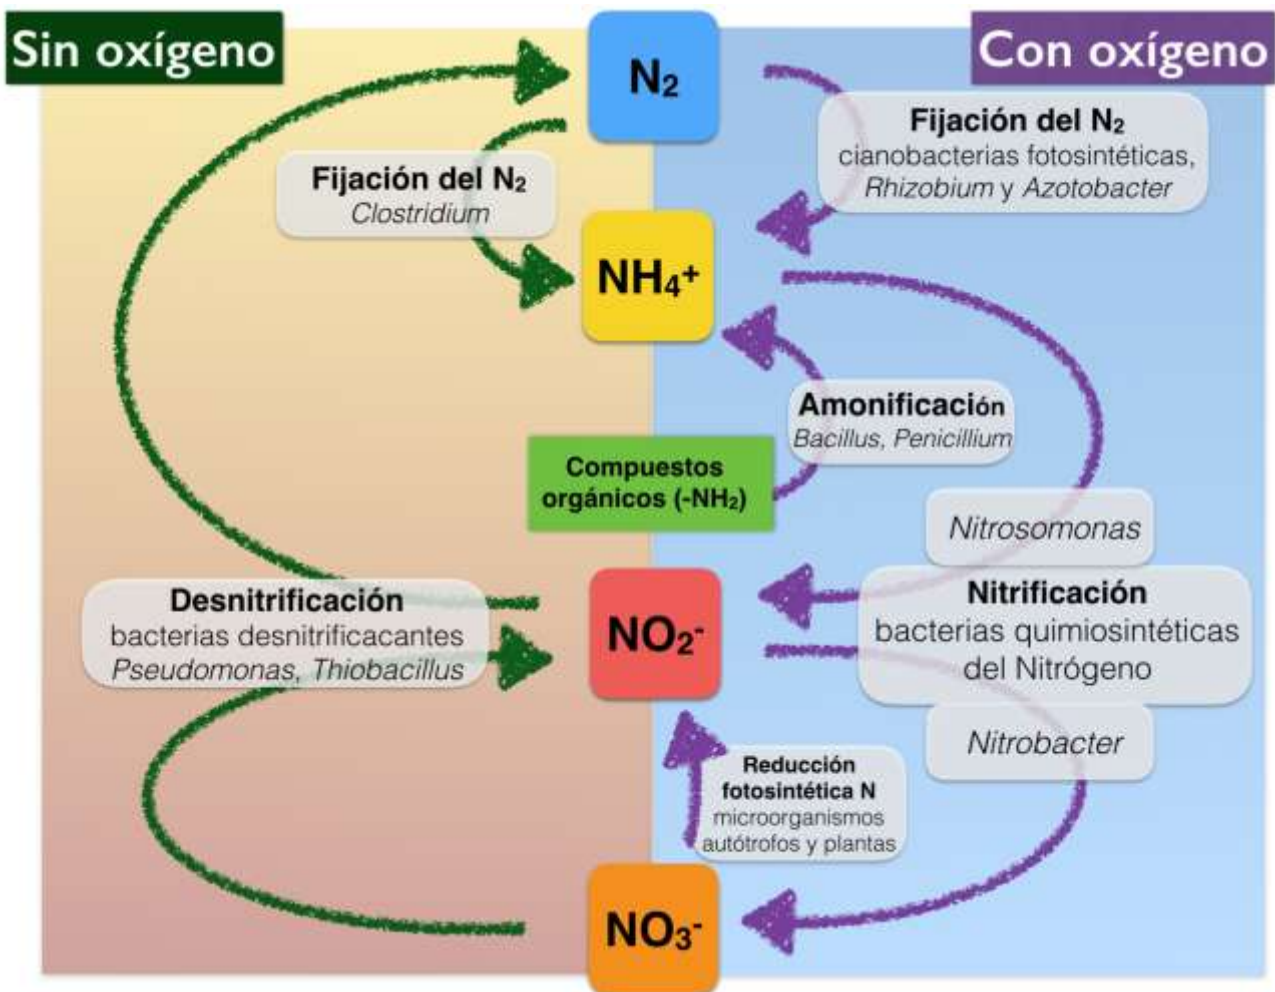 Sin oxígeno
Con oxígeno
N₂
Fijación del N₂
cianobacterias fotosintéticas,
Rhizobium y Azotobacter
Fijación del N₂
Clostridium
NH₄⁺
Amonificación
Bacillus, Penicillium
Compuestos
orgánicos (-NH₂)
Nitrosomonas
Desnitrificación
bacterias desnitrificacantes
Pseudomonas, Thiobacillus
NO₂⁻
Nitrificación
bacterias quimiosintéticas
del Nitrógeno
Nitrobacter
Reducción
fotosintética N
microorganismos
autótrofos y plantas
NO₃⁻